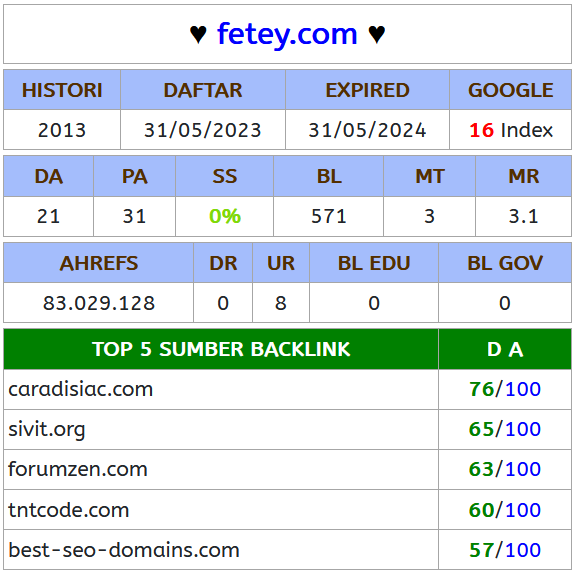 ♥ fetey.com ♥
HISTORI DAFTAR EXPIRED GOOGLE
2013 31/05/2023 31/05/2024 16 Index
DA PA SS BL MT MR
21 31 0% 571 3 3.1
AHREFS DR UR BL EDU BL GOV
83.029.128 0 8 0 0
TOP 5 SUMBER BACKLINK D A
caradisiac.com 76/100
sivit.org 65/100
forumzen.com 63/100
tntcode.com 60/100
best-seo-domains.com 57/100